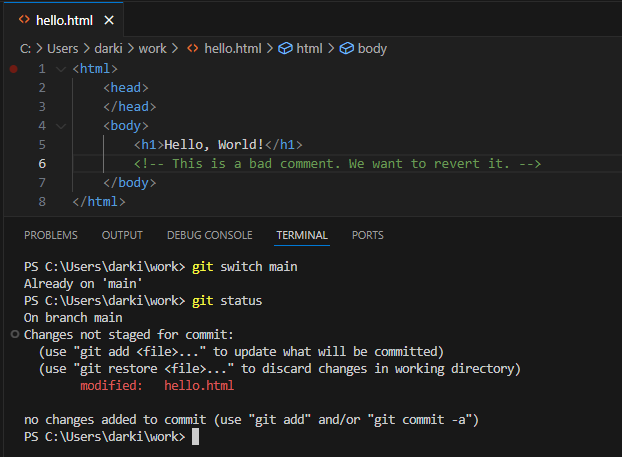 hello.html
C: > Users > darki > work > hello.html > html > body
1 <html>
2     <head>
3     </head>
4     <body>
5         <h1>Hello, World!</h1>
6         <!-- This is a bad comment. We want to revert it. -->
7     </body>
8 </html>
PROBLEMS OUTPUT DEBUG CONSOLE TERMINAL PORTS
PS C:\Users\darki\work> git switch main
Already on 'main'
PS C:\Users\darki\work> git status
On branch main
Changes not staged for commit:
  (use "git add <file>..." to update what will be committed)
  (use "git restore <file>..." to discard changes in working directory)
        modified:   hello.html
no changes added to commit (use "git add" and/or "git commit -a")
PS C:\Users\darki\work>